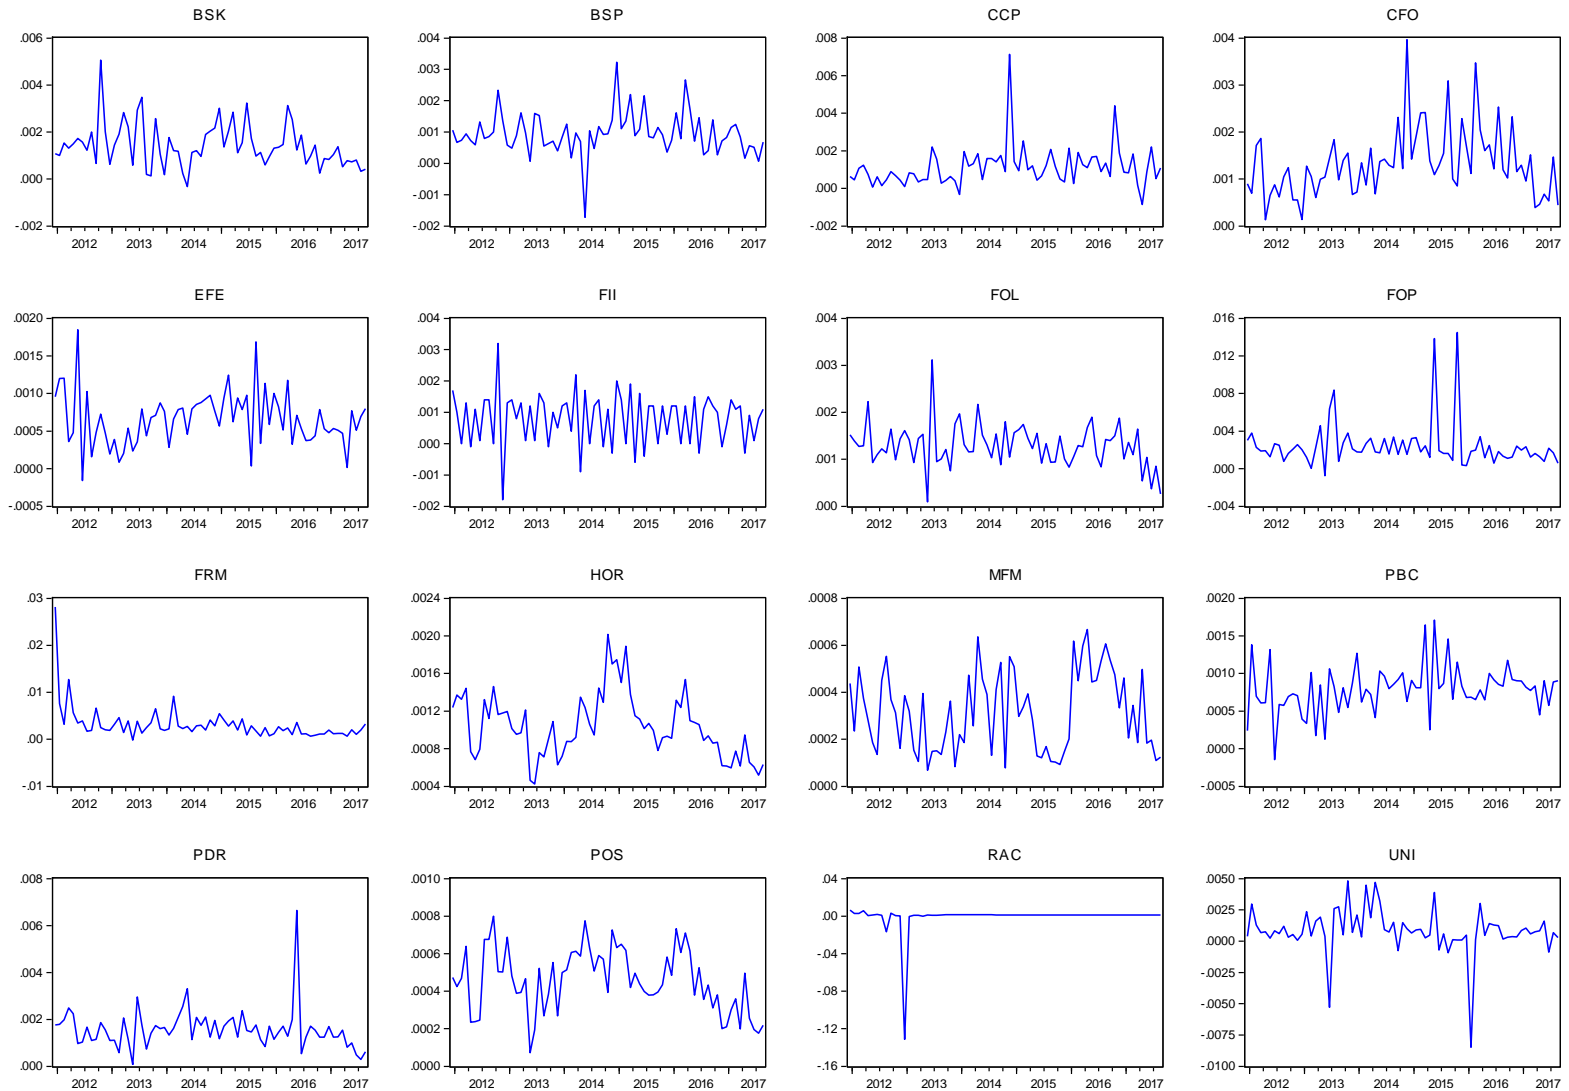 BSK BSP CCP CFO
.006 .004 .008 .004
.004 .003 .006 .003
.002 .002 .004 .002
.000 .001 .002 .001
-.002 .000 .000 .000
-.001 -.002
-.002
2012 2013 2014 2015 2016 2017 2012 2013 2014 2015 2016 2017 2012 2013 2014 2015 2016 2017 2012 2013 2014 2015 2016 2017
EFE FII FOL FOP
.0020 .004 .004 .016
.0015 .003 .003 .012
.0010 .002 .002 .008
.0005 .001 .001 .004
.0000 .000 .000 .000
-.0005 -.001 -.004
-.002
2012 2013 2014 2015 2016 2017 2012 2013 2014 2015 2016 2017 2012 2013 2014 2015 2016 2017 2012 2013 2014 2015 2016 2017
FRM HOR MFM PBC
.03 .0024 .0008 .0020
.02 .0020 .0006 .0015
.01 .0016 .0004 .0010
.00 .0012 .0002 .0005
-.01 .0008 .0000 .0000
.0004 -.0005
2012 2013 2014 2015 2016 2017 2012 2013 2014 2015 2016 2017 2012 2013 2014 2015 2016 2017 2012 2013 2014 2015 2016 2017
PDR POS RAC UNI
.008 .0010 .04 .0050
.006 .0008 .00 .0025
.004 .0006 -.04 .0000
.002 .0004 -.08 -.0025
.000 .0002 -.12 -.0050
.0000 -.16 -.0075
-.0100
2012 2013 2014 2015 2016 2017 2012 2013 2014 2015 2016 2017 2012 2013 2014 2015 2016 2017 2012 2013 2014 2015 2016 2017